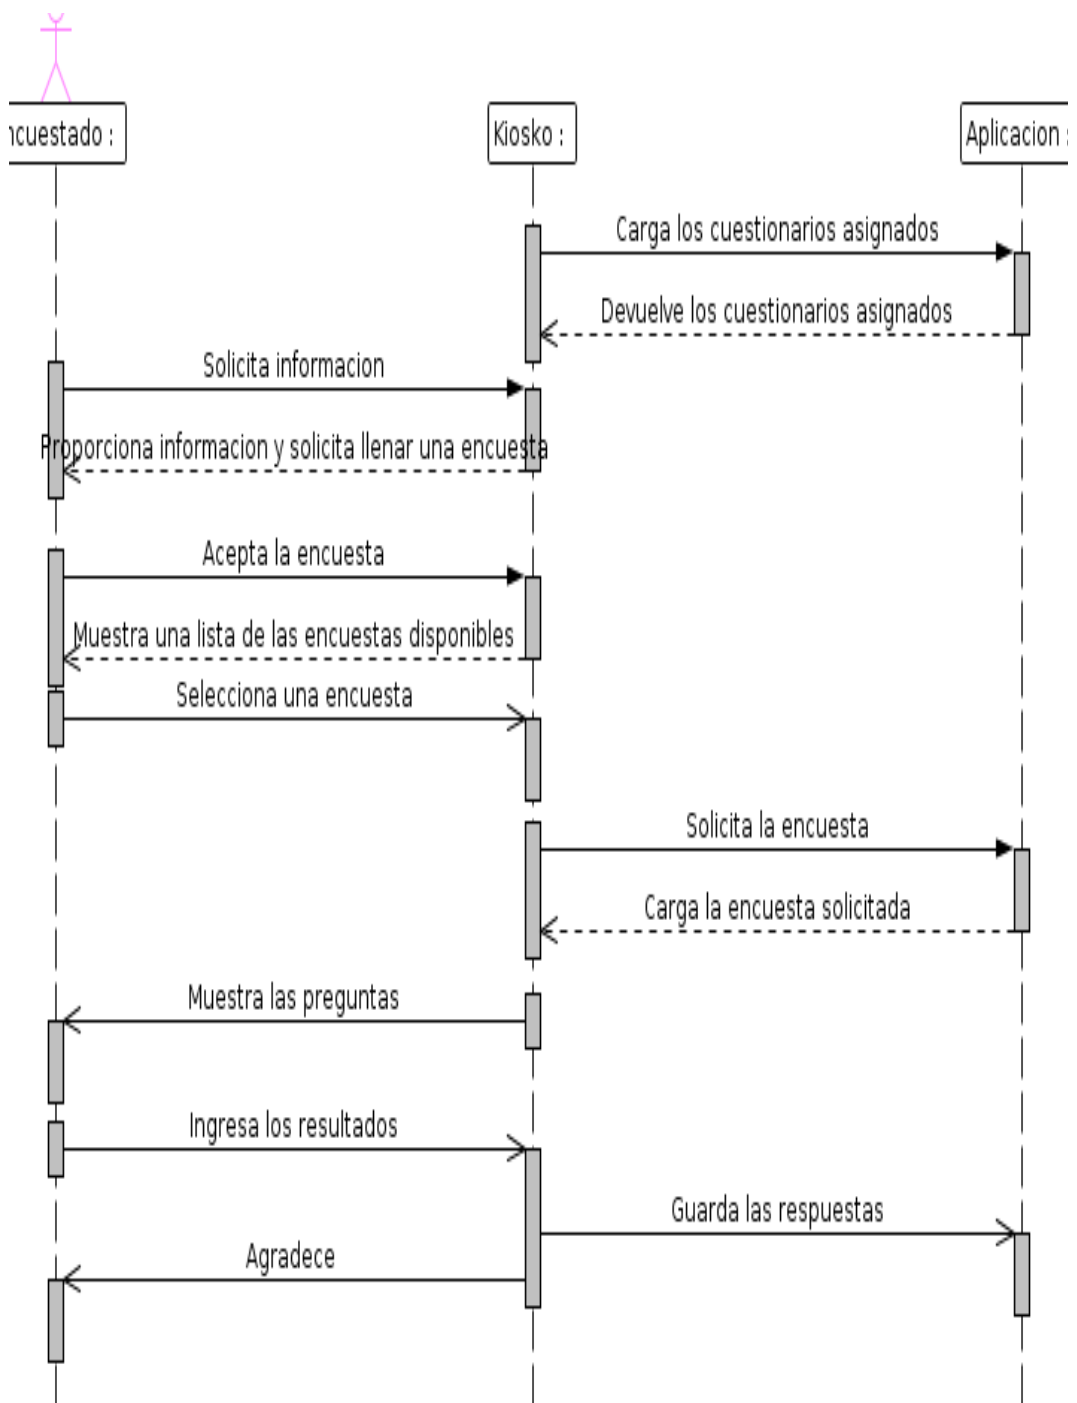 ncuestado :
Kiosko :
Aplicacion :
Carga los cuestionarios asignados
Devuelve los cuestionarios asignados
Solicita informacion
Proporciona informacion y solicita llenar una encuesta
Acepta la encuesta
Muestra una lista de las encuestas disponibles
Selecciona una encuesta
Solicita la encuesta
Carga la encuesta solicitada
Muestra las preguntas
Ingresa los resultados
Guarda las respuestas
Agradece